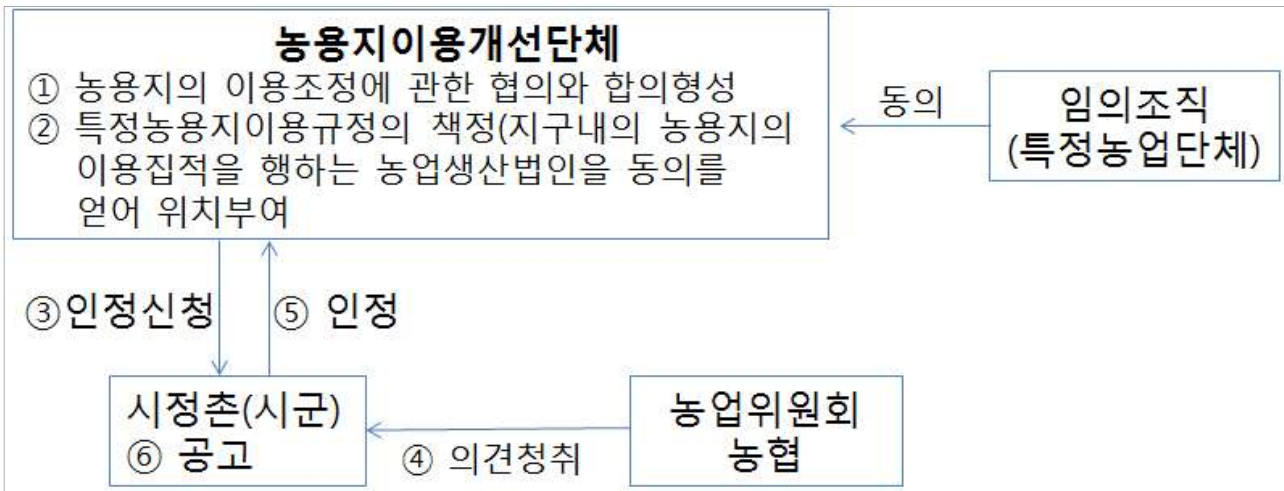 농용지이용개선단체
① 농용지의 이용조정에 관한 협의와 합의형성
② 특정농용지이용규정의 책정(지구내의 농용지의
이용집적을 행하는 농업생산법인을 동의를
얻어 위치부여
동의
임의조직
(특정농업단체)
③인정신청
⑤ 인정
시정촌(시군)
⑥ 공고
④ 의견청취
농업위원회
농협